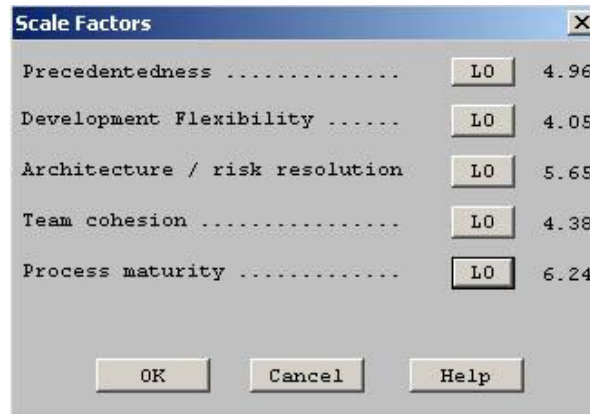 Scale Factors
Precedentedness .............. LO 4.96
Development Flexibility ...... LO 4.05
Architecture / risk resolution LO 5.65
Team cohesion ................ LO 4.38
Process maturity ............. LO 6.24
OK Cancel Help